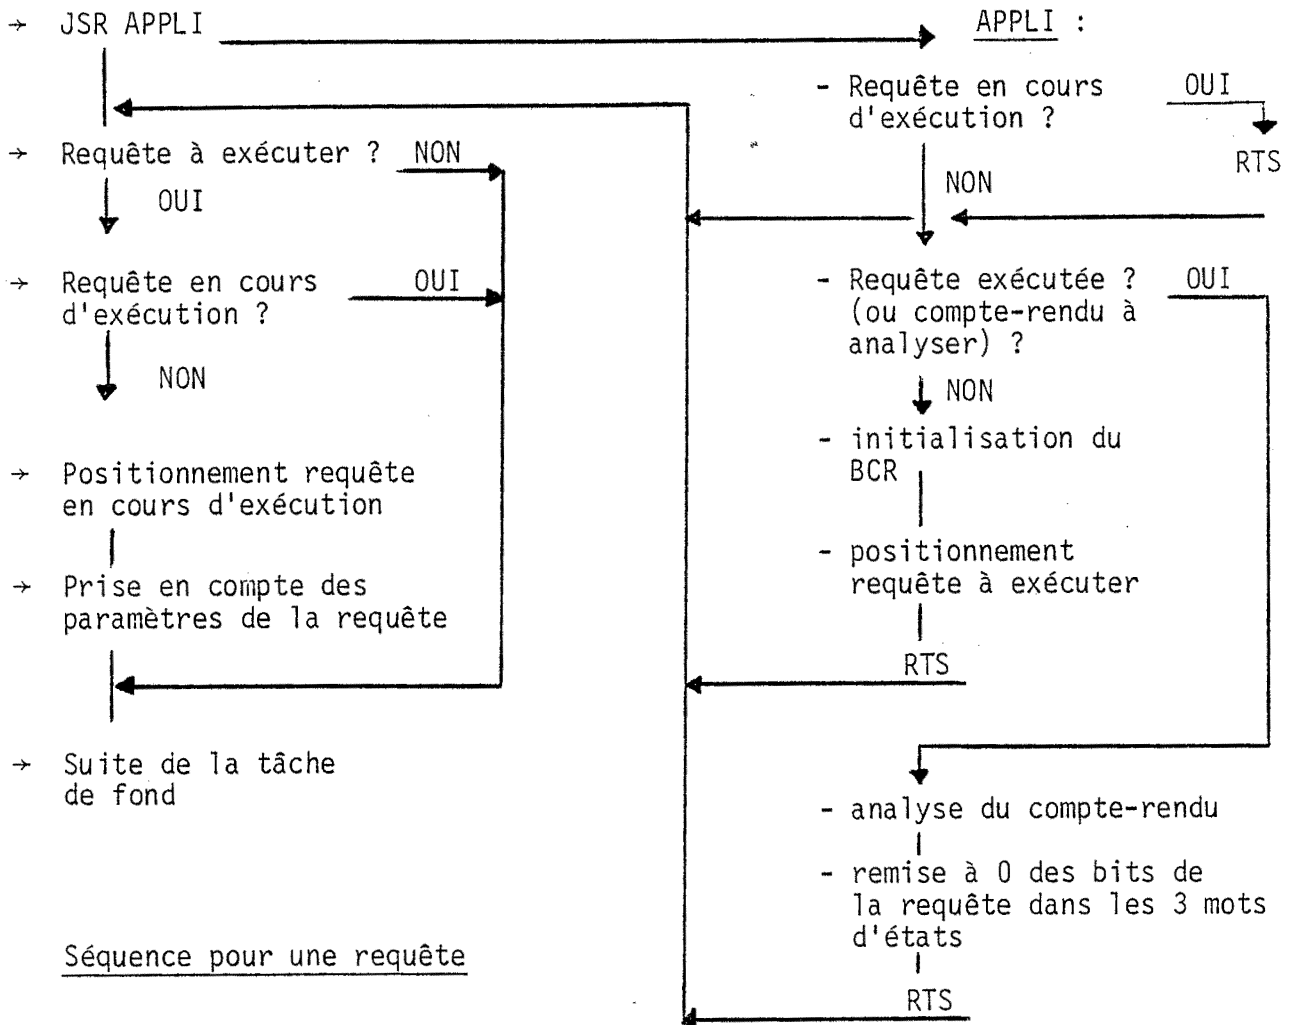 → JSR APPLI
→ Requête à exécuter ? NON
OUI
→ Requête en cours OUI
d'exécution ?
NON
→ Positionnement requête
en cours d'exécution
→ Prise en compte des
paramètres de la requête
→ Suite de la tâche
de fond
Séquence pour une requête
APPLI :
- Requête en cours OUI
d'exécution ?
RTS
NON
- Requête exécutée ? OUI
(ou compte-rendu à
analyser) ?
NON
- initialisation du
BCR
- positionnement
requête à exécuter
RTS
- analyse du compte-rendu
- remise à 0 des bits de
la requête dans les 3 mots
d'états
RTS